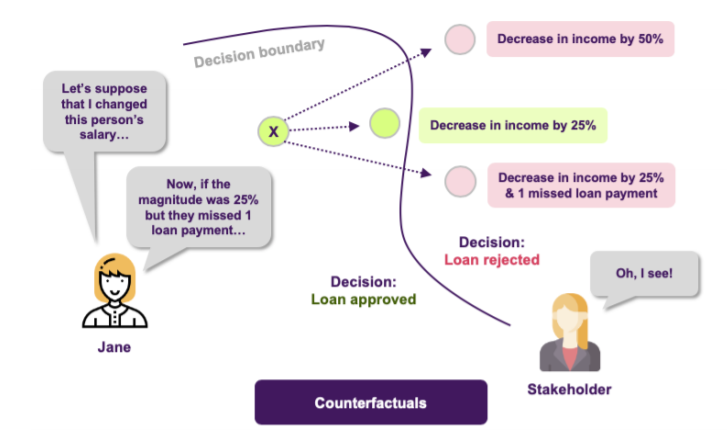 Decision boundary
Decrease in income by 50%
Let's suppose
that I changed
this person's
salary...
X
Decrease in income by 25%
Now, if the
magnitude was 25%
but they missed 1
loan payment...
Decrease in income by 25%
& 1 missed loan payment
Decision:
Loan rejected
Oh, I see!
Decision:
Loan approved
Jane
Stakeholder
Counterfactuals